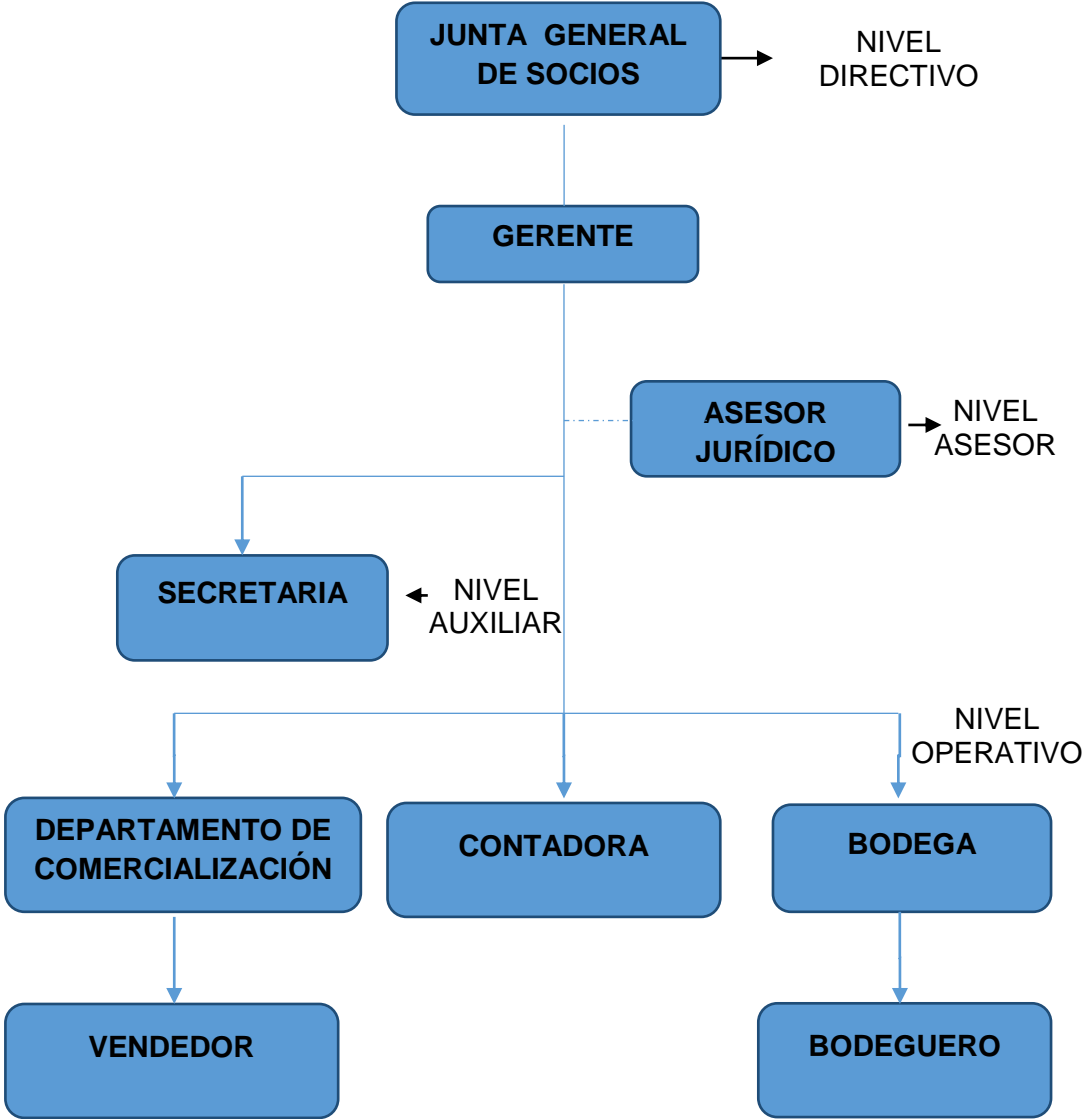 JUNTA GENERAL
DE SOCIOS
NIVEL
DIRECTIVO
GERENTE
ASESOR
JURÍDICO
NIVEL
ASESOR
SECRETARIA
NIVEL
AUXILIAR
NIVEL
OPERATIVO
DEPARTAMENTO DE
COMERCIALIZACIÓN
CONTADORA
BODEGA
VENDEDOR
BODEGUERO